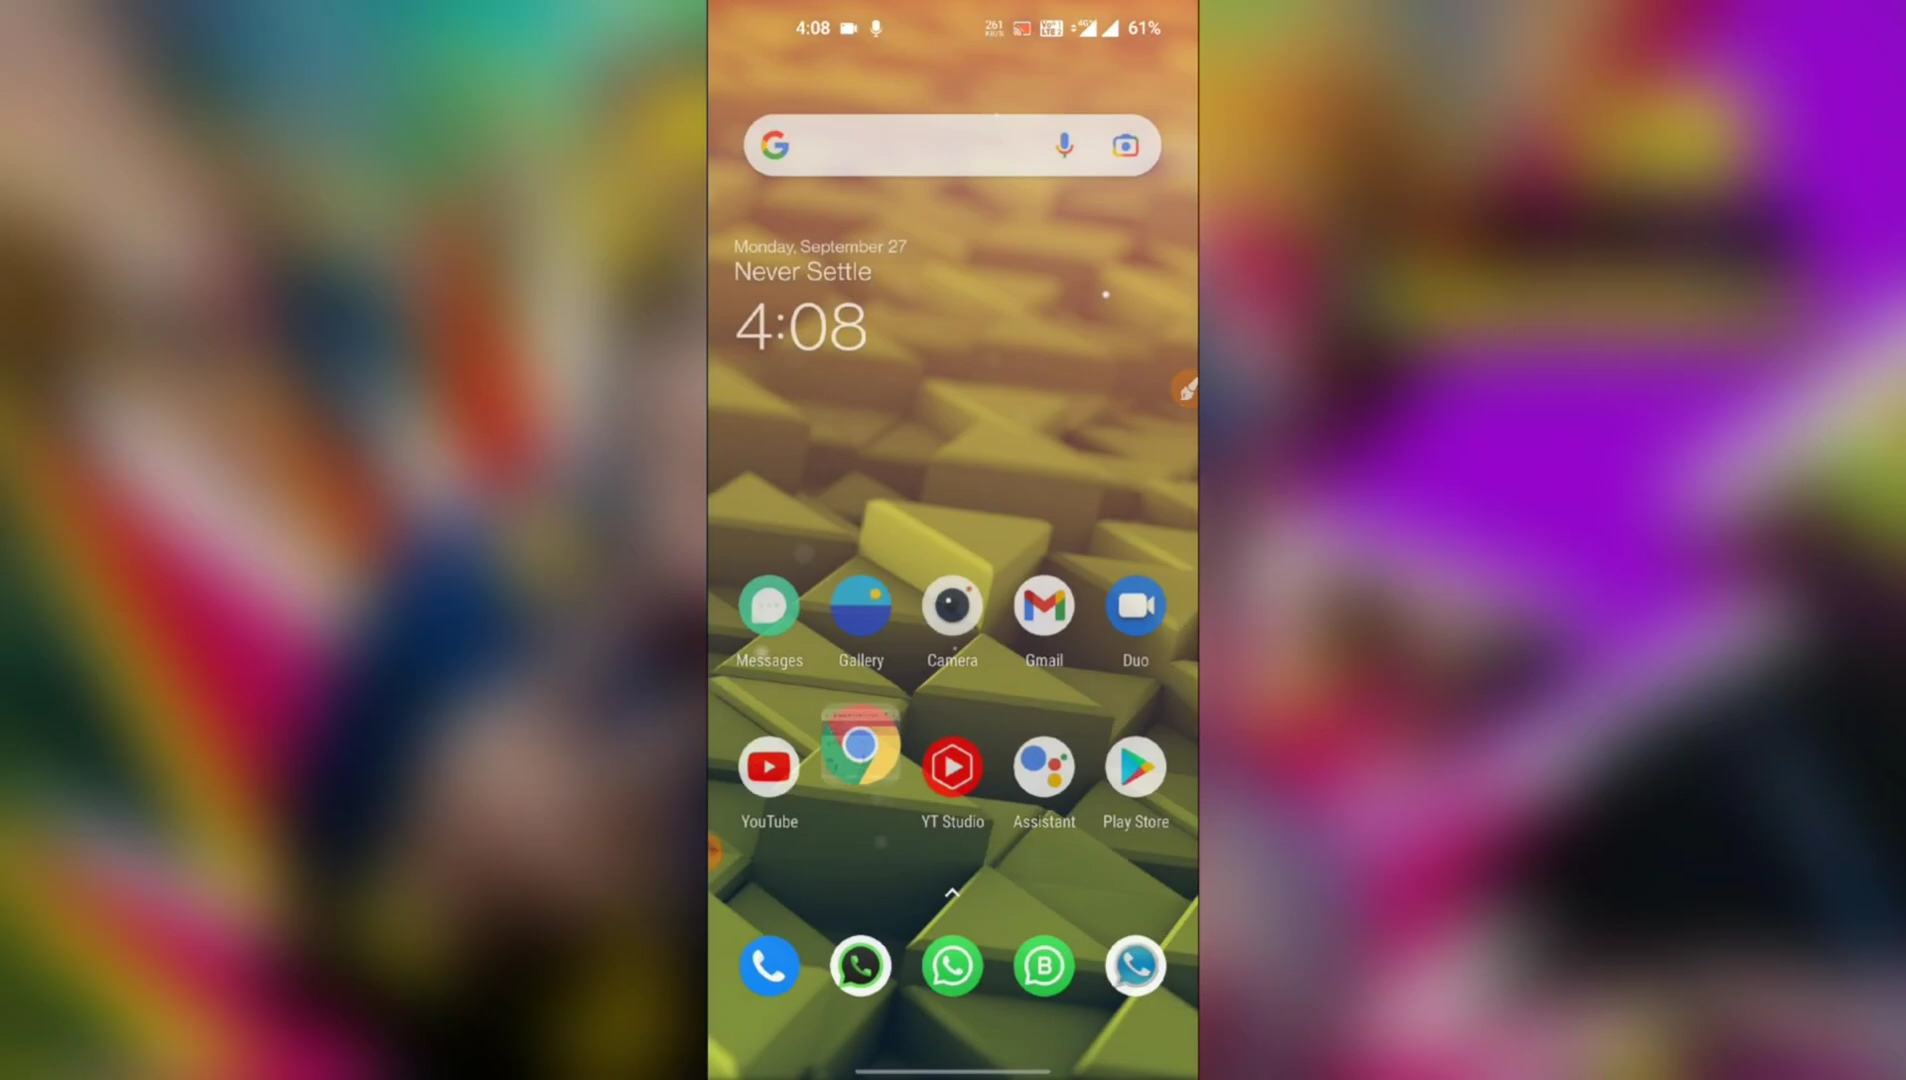 4:08
261
61%
Monday, September 27
Never Settle
4:08
Messages Gallery Camera Gmail Duo
YouTube YT Studio Assistant Play Store
B